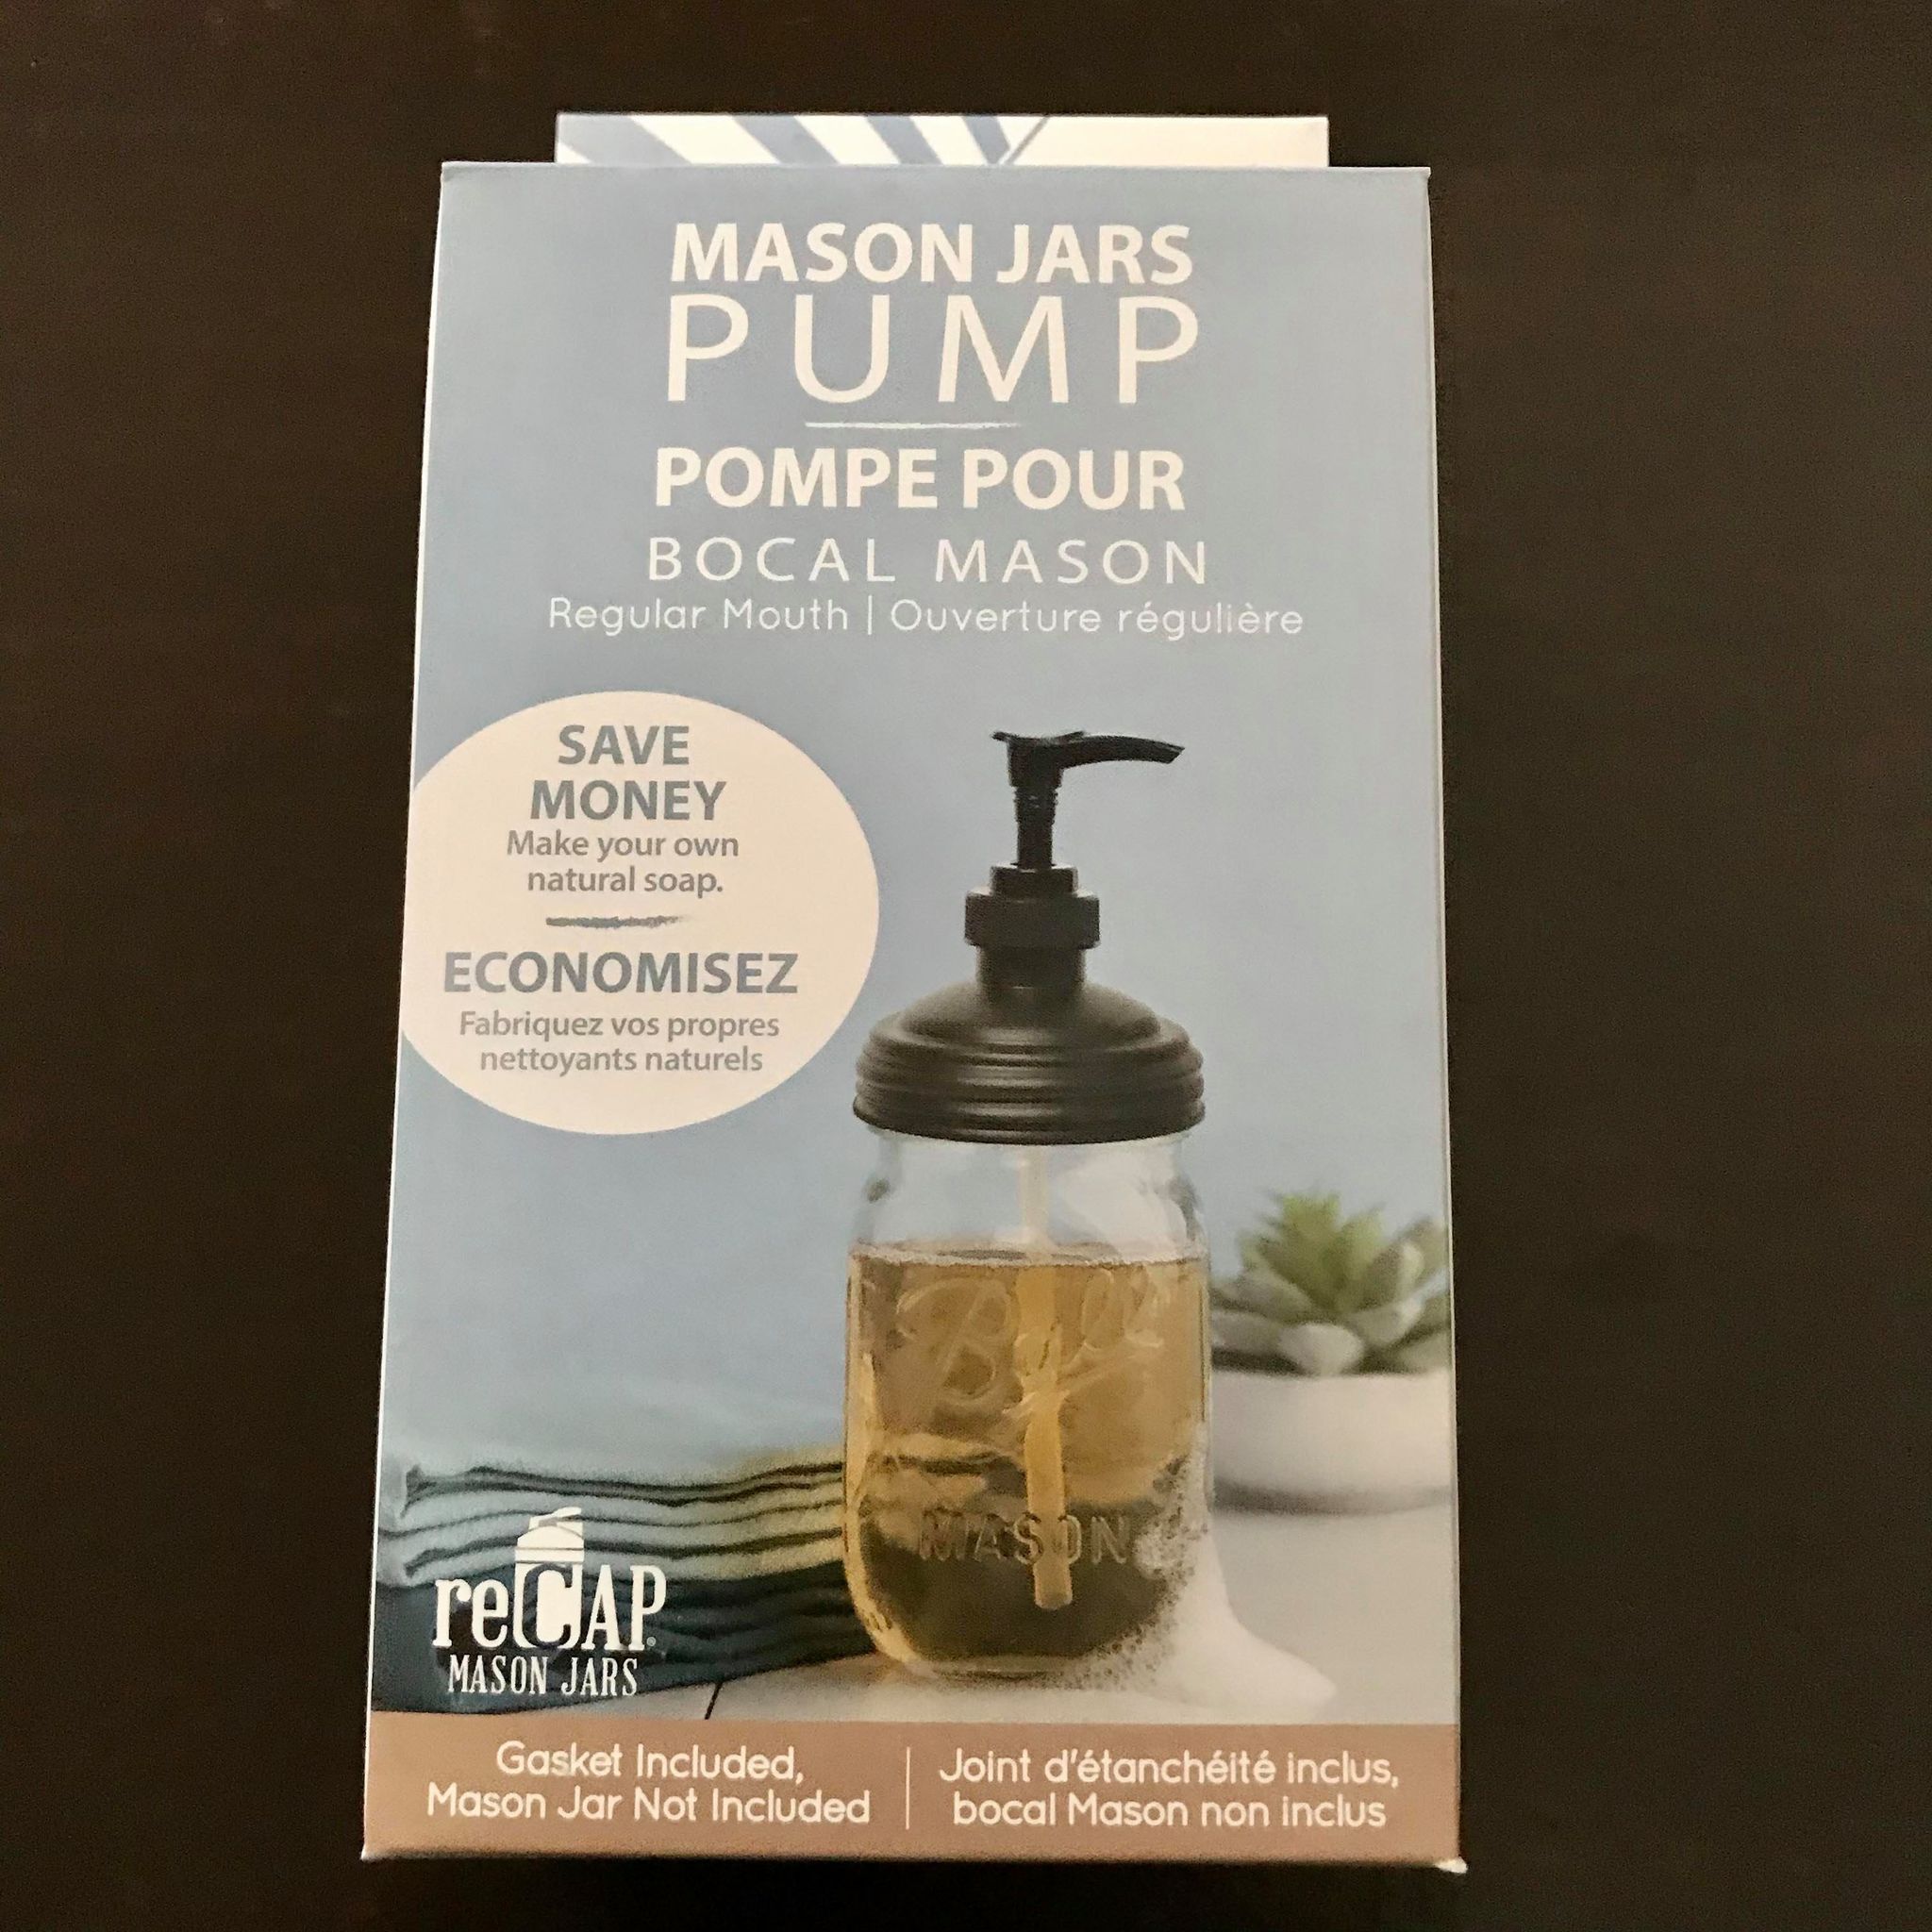 MASON JARS
PUMP
POMPE POUR
BOCAL MASON
Regular Mouth | Ouverture régulière
SAVE
MONEY
Make your own
natural soap.
ECONOMISEZ
Fabriquez vos propres
nettoyants naturels
Ball
MASON
reCAP®
MASON JARS
Gasket Included,
Mason Jar Not Included
Joint d'étanchéité inclus,
bocal Mason non inclus